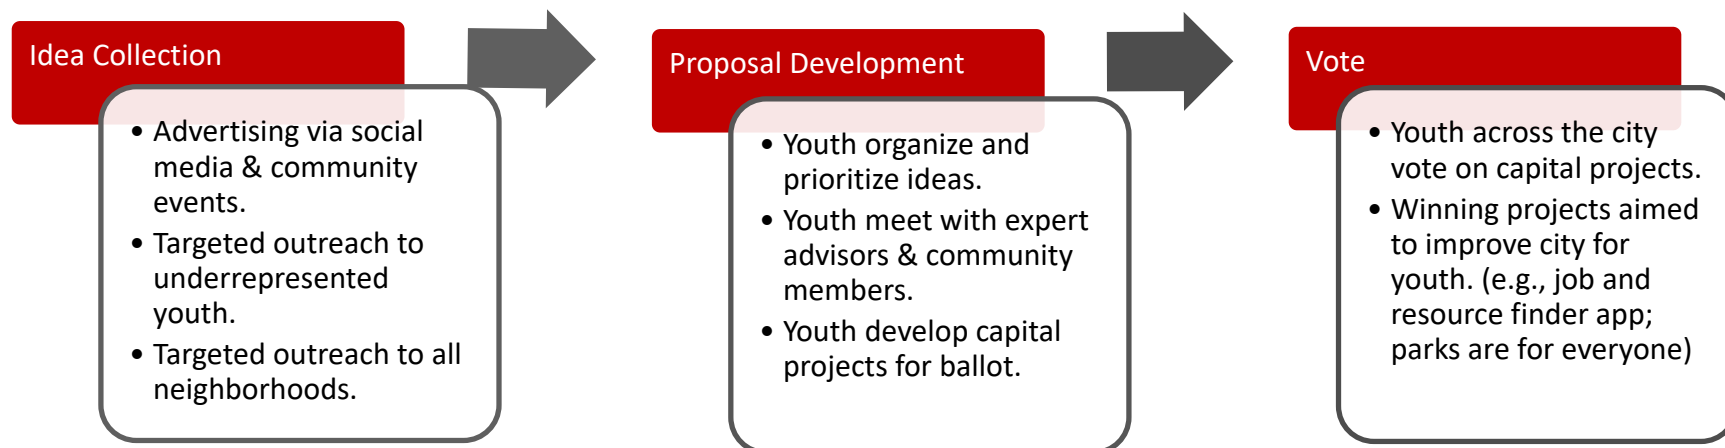 Idea Collection
• Advertising via social
media & community
events.
• Targeted outreach to
underrepresented
youth.
• Targeted outreach to all
neighborhoods.
Proposal Development
• Youth organize and
prioritize ideas.
• Youth meet with expert
advisors & community
members.
• Youth develop capital
projects for ballot.
Vote
• Youth across the city
vote on capital projects.
• Winning projects aimed
to improve city for
youth. (e.g., job and
resource finder app;
parks are for everyone)